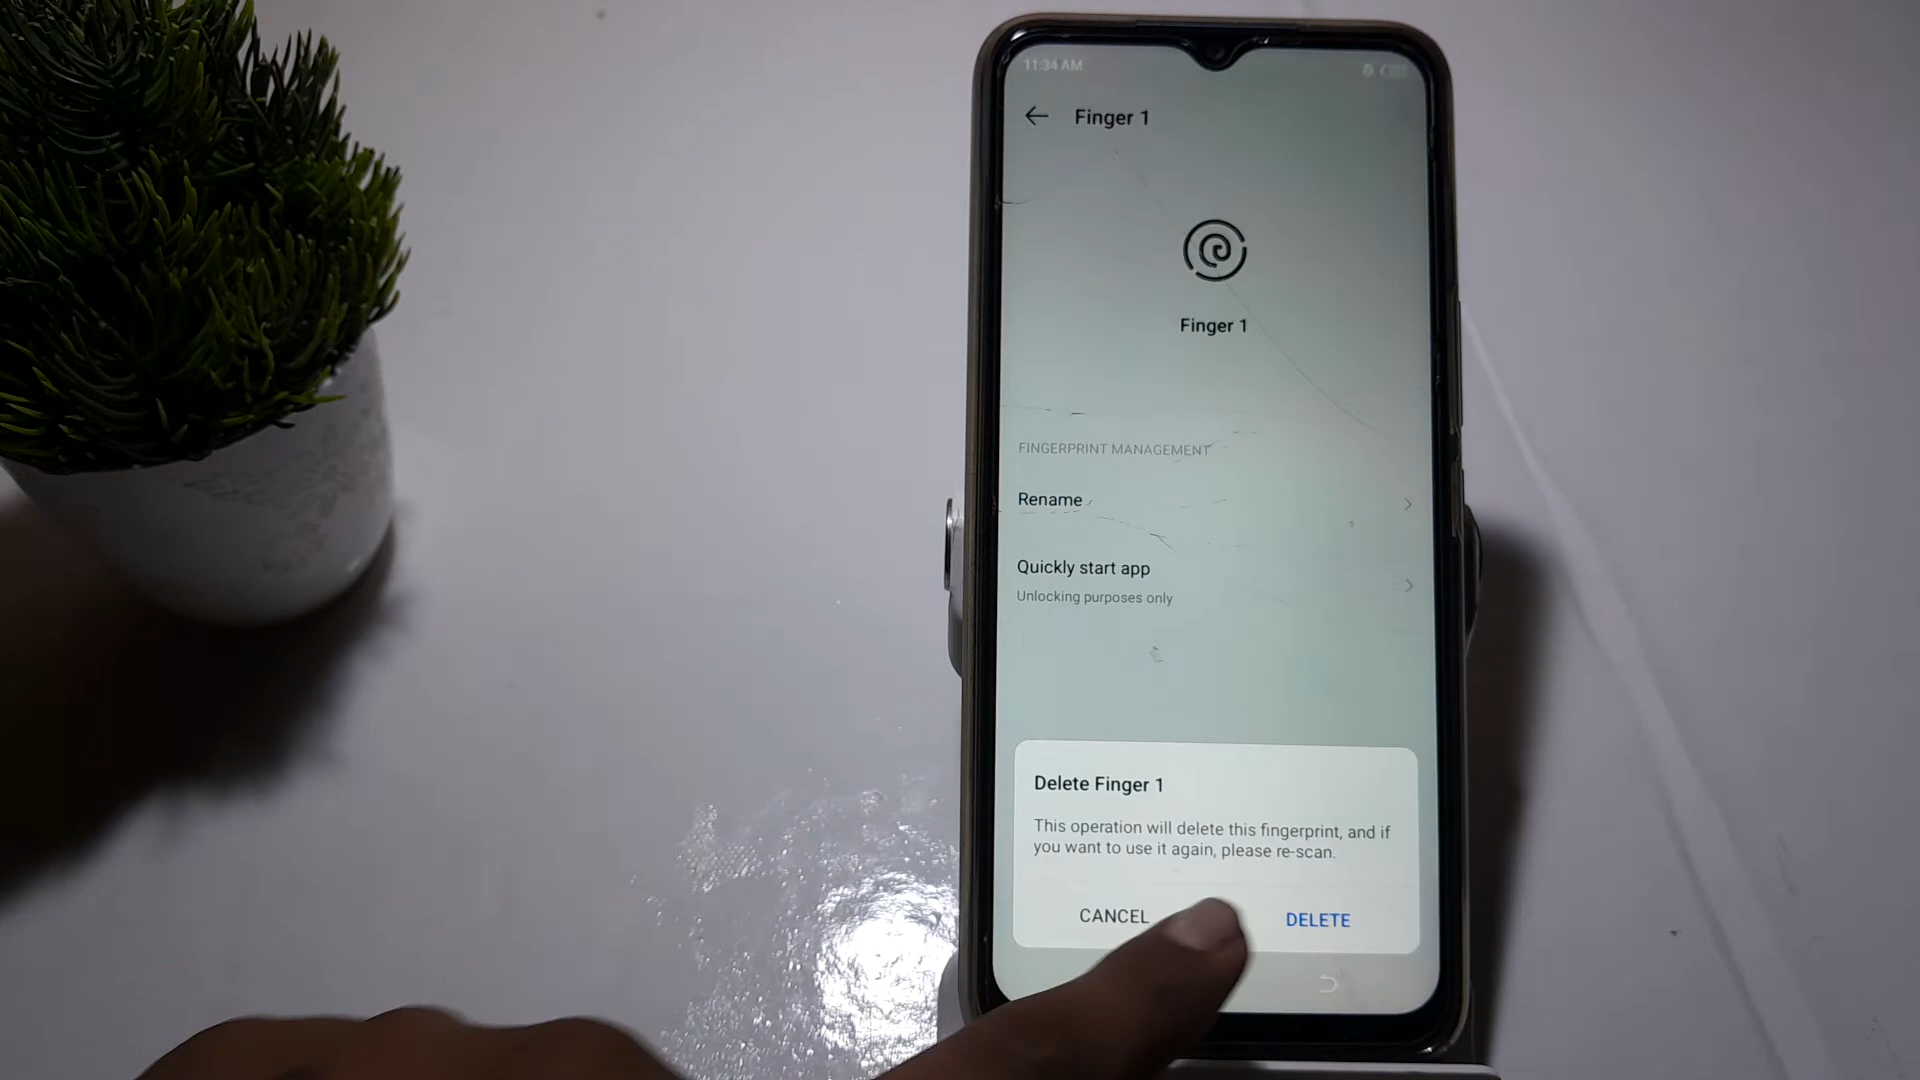 11:34 AM
Finger 1
Finger 1
FINGERPRINT MANAGEMENT
Rename
Quickly start app
Unlocking purposes only
Delete Finger 1
This operation will delete this fingerprint, and if
you want to use it again, please re-scan.
CANCEL
DELETE